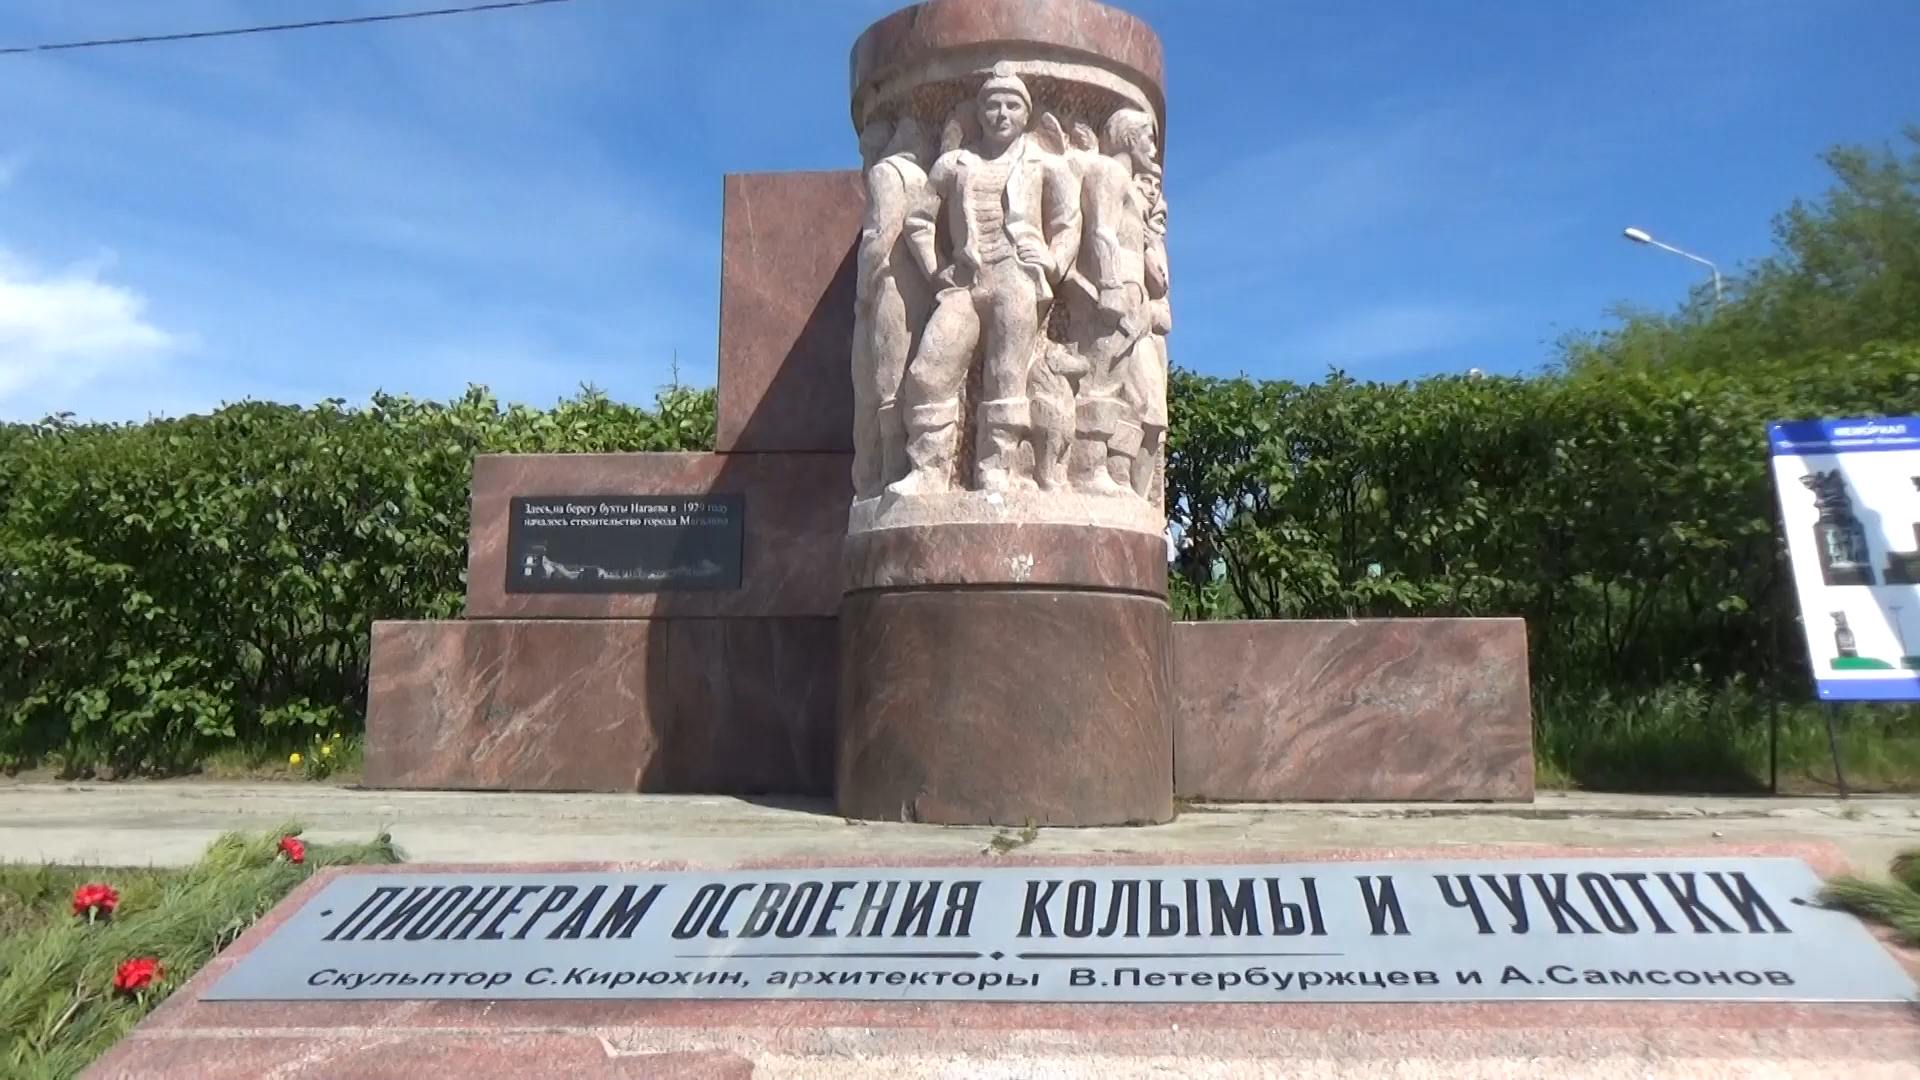 Здесь, на берегу бухты Нагаева в 1929 году
началось строительство города Магадана
МЕМОРИАЛ
ПИОНЕРАМ ОСВОЕНИЯ КОЛЫМЫ И ЧУКОТКИ
Скульптор С.Кирюхин, архитекторы В.Петербуржцев и А.Самсонов